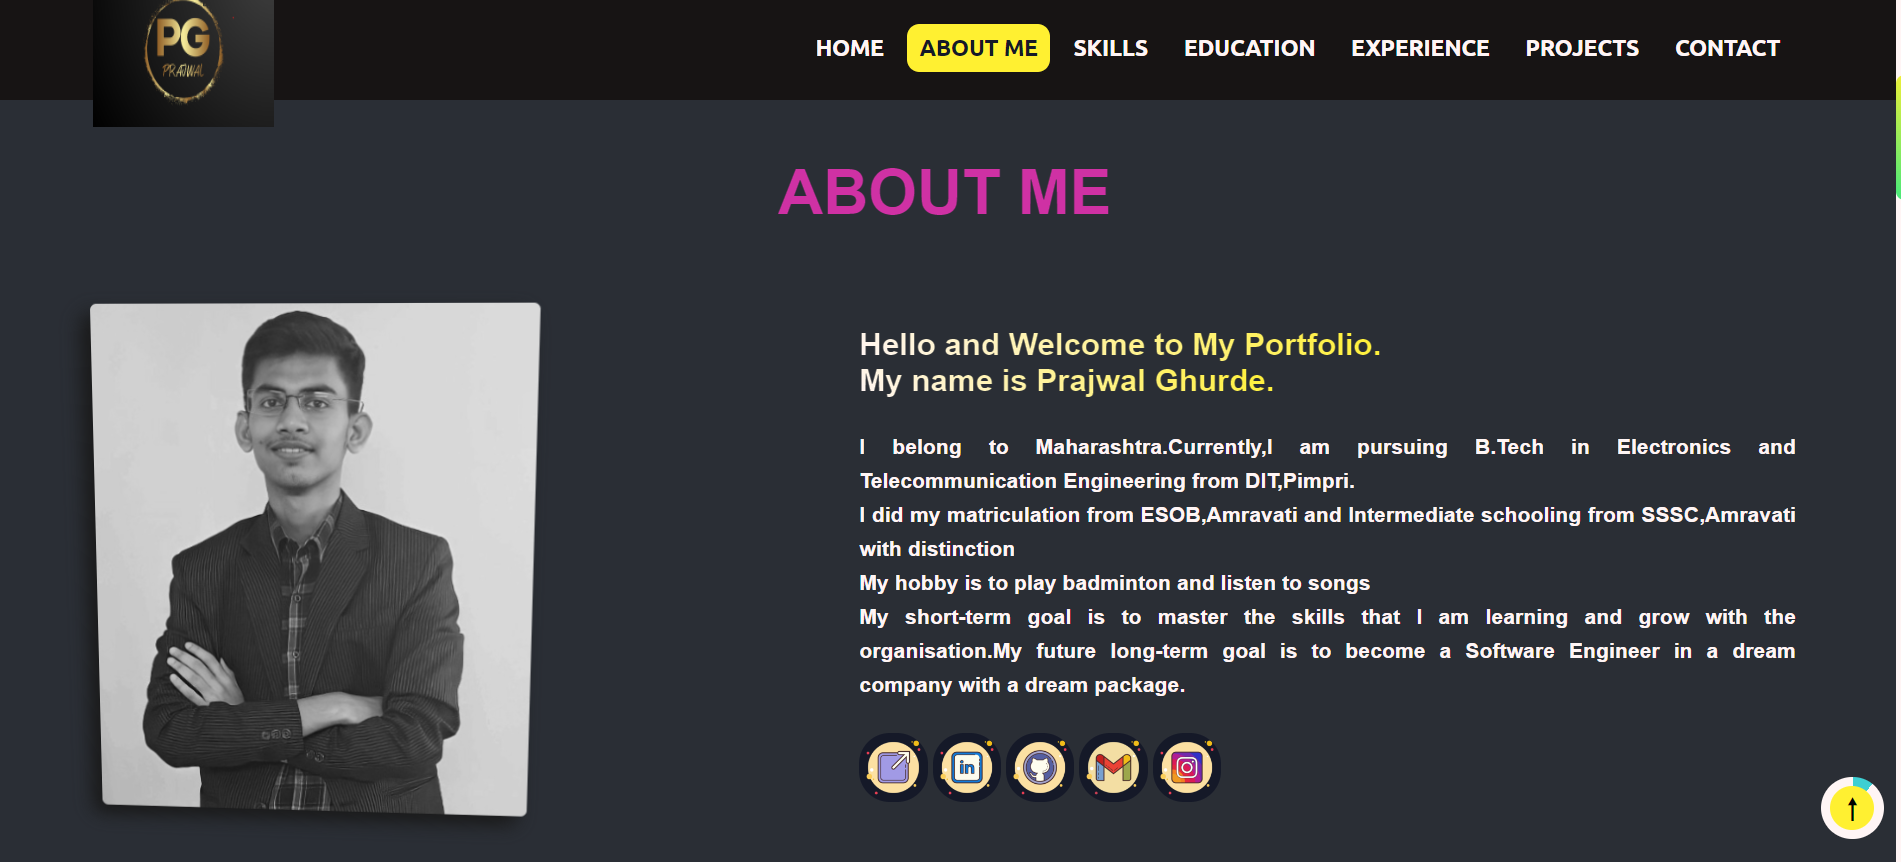 PG
PRAJWAL
HOME ABOUT ME SKILLS EDUCATION EXPERIENCE PROJECTS CONTACT
ABOUT ME
Hello and Welcome to My Portfolio.
My name is Prajwal Ghurde.
I belong to Maharashtra.Currently,I am pursuing B.Tech in Electronics and
Telecommunication Engineering from DIT,Pimpri.
I did my matriculation from ESOB,Amravati and Intermediate schooling from SSSC,Amravati
with distinction
My hobby is to play badminton and listen to songs
My short-term goal is to master the skills that I am learning and grow with the
organisation.My future long-term goal is to become a Software Engineer in a dream
company with a dream package.
in